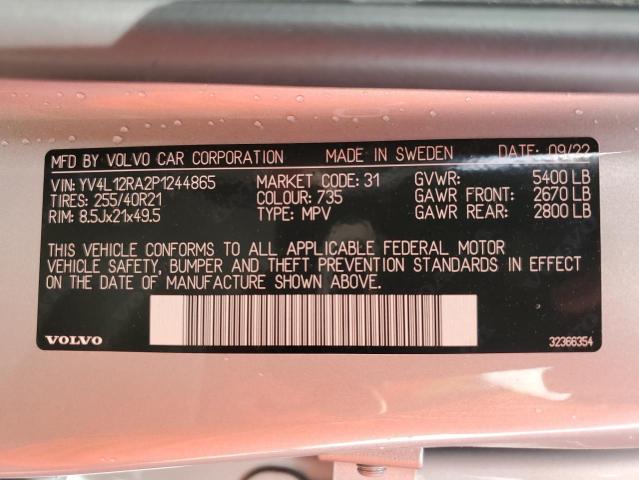 MFD BY VOLVO CAR CORPORATION MADE IN SWEDEN DATE: 09/22
VIN: YV4L12RA2P1244865 MARKET CODE: 31 GVWR: 5400 LB
TIRES: 255/40R21 COLOUR: 735 GAWR FRONT: 2670 LB
RIM: 8.5Jx21x49.5 TYPE: MPV GAWR REAR: 2800 LB
THIS VEHICLE CONFORMS TO ALL APPLICABLE FEDERAL MOTOR
VEHICLE SAFETY, BUMPER AND THEFT PREVENTION STANDARDS IN EFFECT
ON THE DATE OF MANUFACTURE SHOWN ABOVE.
VOLVO 32366354